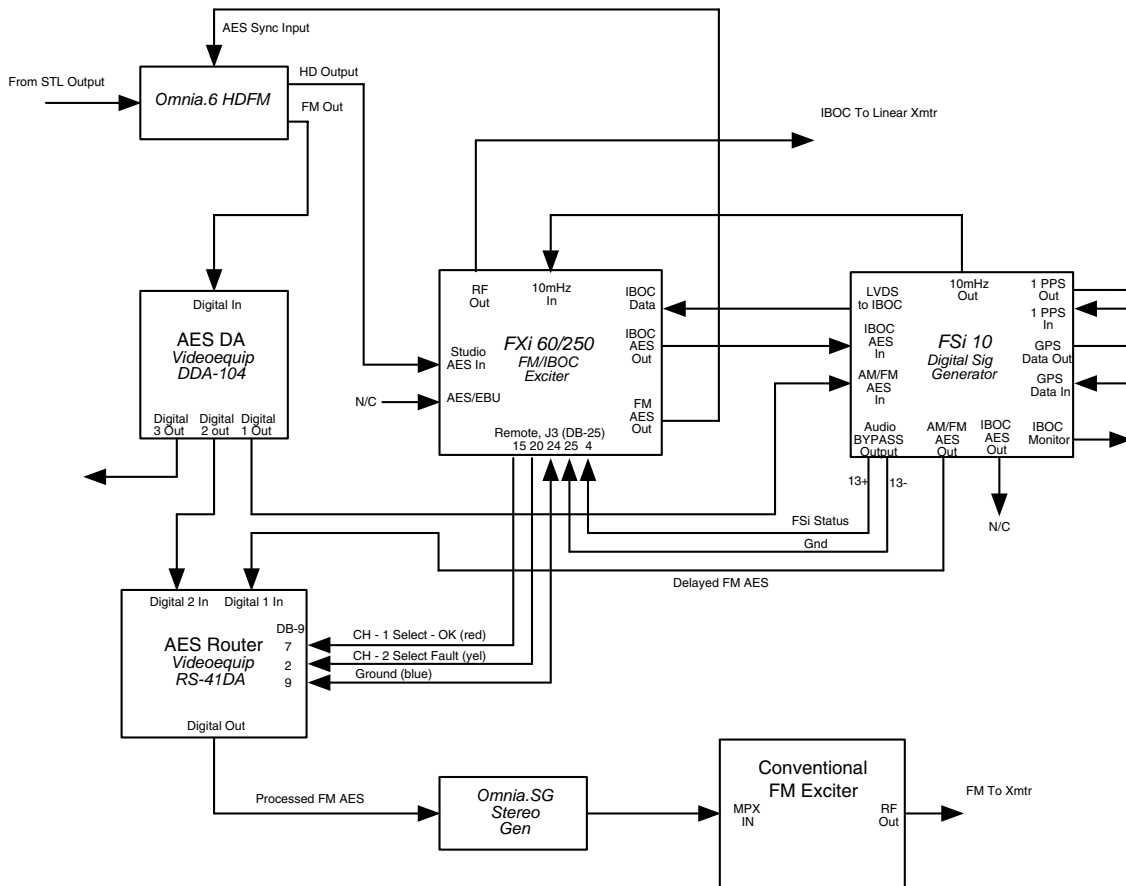 AES Sync Input
From STL Output
Omnia.6 HDFM
HD Output
FM Out
IBOC To Linear Xmtr
Digital In
AES DA
Videoequip
DDA-104
Digital
3 Out
Digital
2 out
Digital
1 Out
RF
Out
10mHz
In
IBOC
Data
IBOC
AES
Out
FXi 60/250
FM/IBOC
Exciter
Studio
AES In
N/C
AES/EBU
FM
AES
Out
Remote, J3 (DB-25)
15 20 24 25 4
LVDS
to IBOC
10mHz
Out
1 PPS
Out
1 PPS
In
IBOC
AES
In
FSi 10
Digital Sig
Generator
GPS
Data Out
GPS
Data In
AM/FM
AES
In
Audio
BYPASS
Output
AM/FM
AES
Out
IBOC
AES
Out
IBOC
Monitor
13+
13-
FSi Status
Gnd
N/C
Delayed FM AES
Digital 2 In
Digital 1 In
AES Router
Videoequip
RS-41DA
DB-9
7
2
9
CH - 1 Select - OK (red)
CH - 2 Select Fault (yel)
Ground (blue)
Digital Out
Processed FM AES
Omnia.SG
Stereo
Gen
Conventional
FM Exciter
MPX
IN
RF
Out
FM To Xmtr